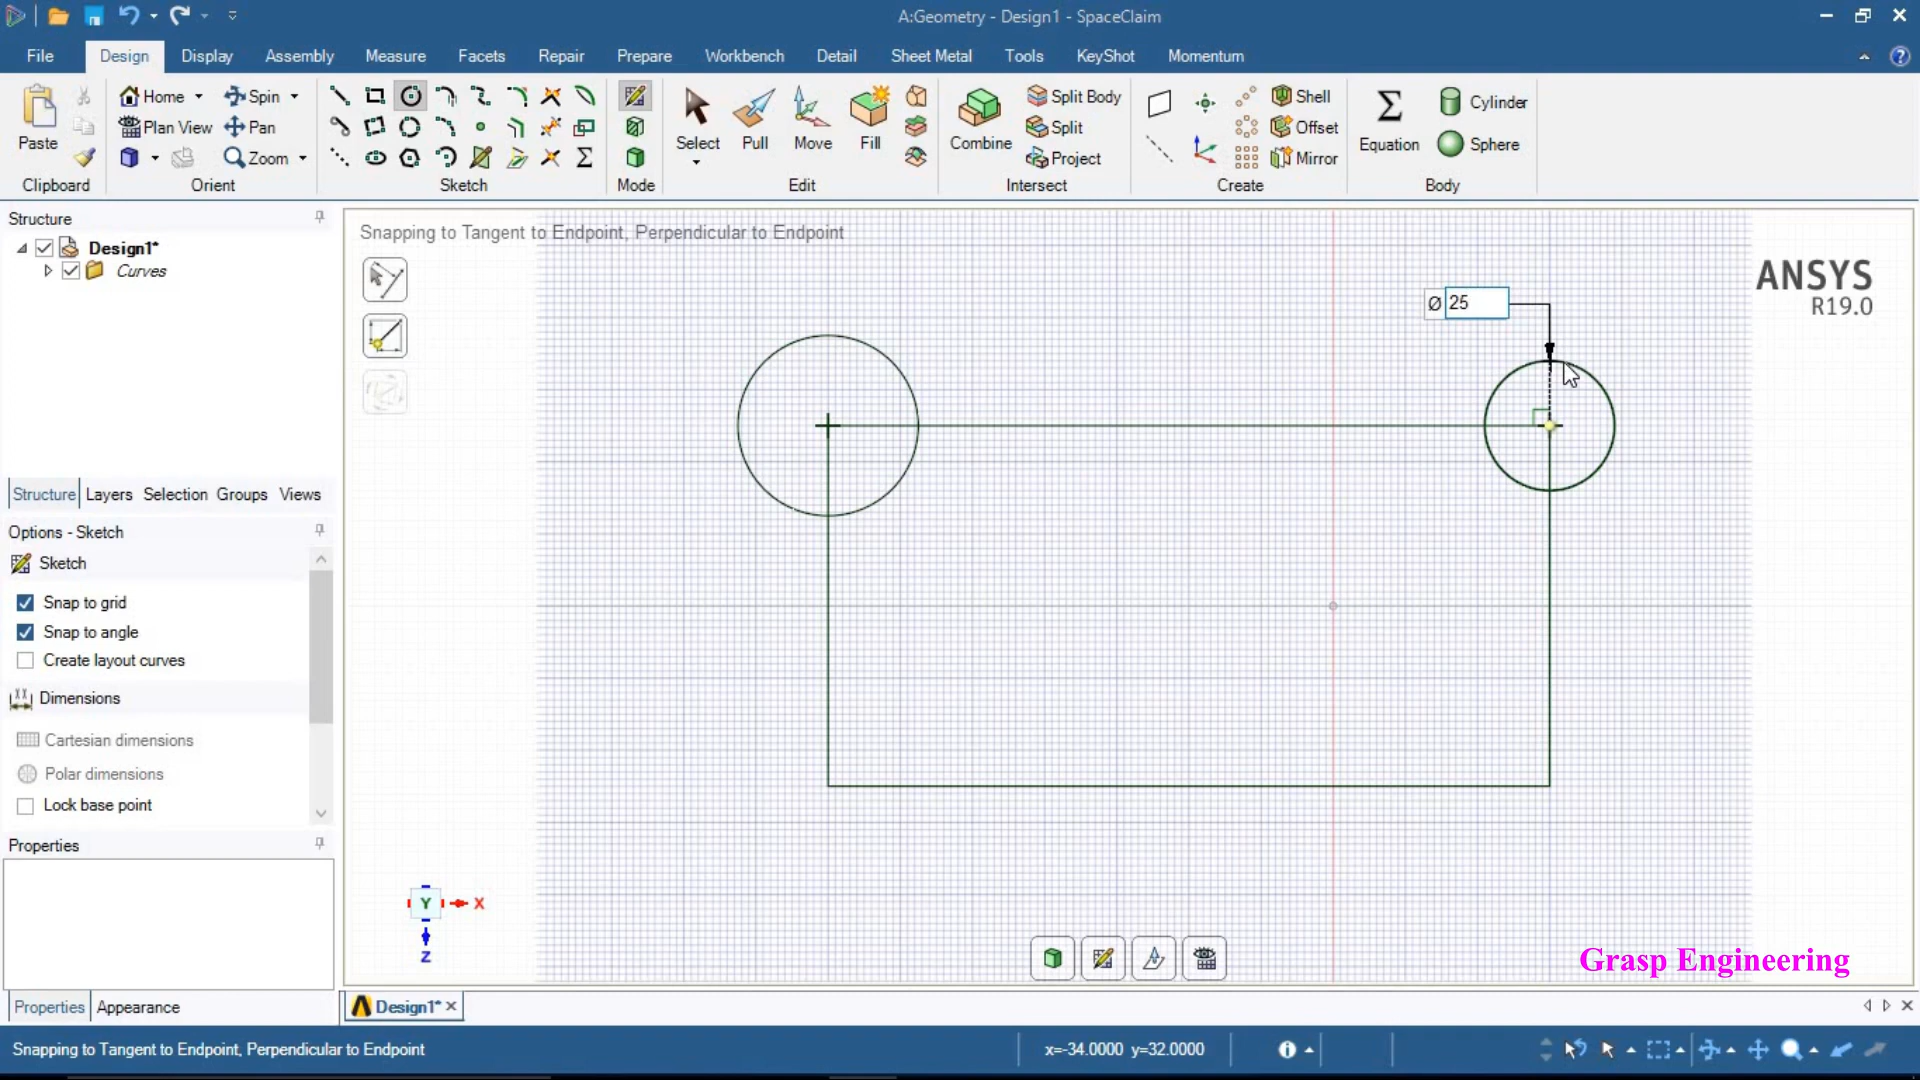 A:Geometry - Design1 - SpaceClaim
File Design Display Assembly Measure Facets Repair Prepare Workbench Detail Sheet Metal Tools KeyShot Momentum
Paste
Home Spin
Plan View Pan
Zoom
Select Pull Move Fill
Combine
Split Body
Split
Project
Shell
Offset
Mirror
Equation
Cylinder
Sphere
Clipboard Orient Sketch Mode Edit Intersect Create Body
Structure
Design1*
Curves
Structure Layers Selection Groups Views
Options - Sketch
Sketch
Snap to grid
Snap to angle
Create layout curves
Dimensions
Cartesian dimensions
Polar dimensions
Lock base point
Properties
Properties Appearance
Snapping to Tangent to Endpoint, Perpendicular to Endpoint
ANSYS
R19.0
Ø 25
Y X
Z
Grasp Engineering
Design1*
Snapping to Tangent to Endpoint, Perpendicular to Endpoint
x=-34.0000 y=32.0000